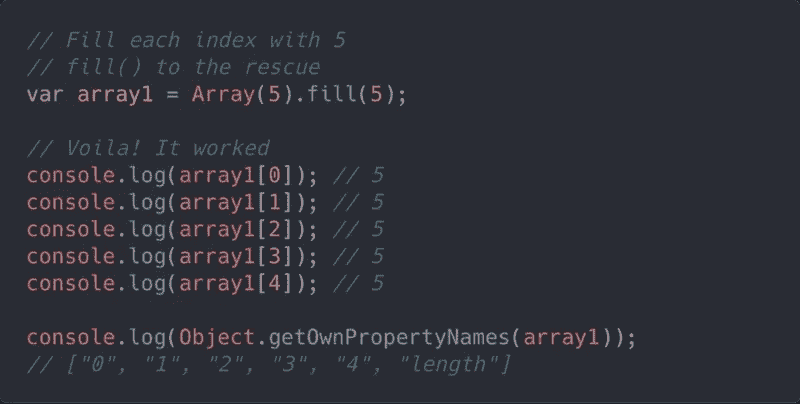 // Fill each index with 5
// fill() to the rescue
var array1 = Array(5).fill(5);
// Voila! It worked
console.log(array1[0]); // 5
console.log(array1[1]); // 5
console.log(array1[2]); // 5
console.log(array1[3]); // 5
console.log(array1[4]); // 5
console.log(Object.getOwnPropertyNames(array1));
// ["0", "1", "2", "3", "4", "length"]